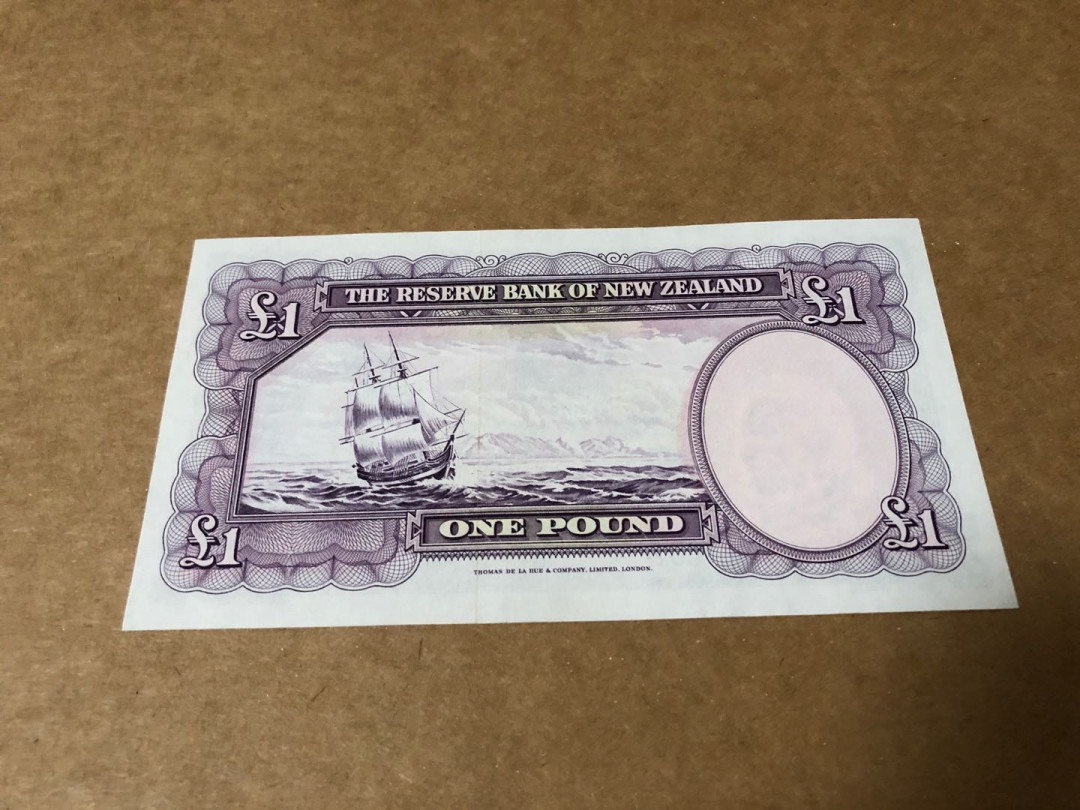 £1 THE RESERVE BANK OF NEW ZEALAND £1
£1 ONE POUND £1
THOMAS DE LA RUE & COMPANY, LIMITED, LONDON.